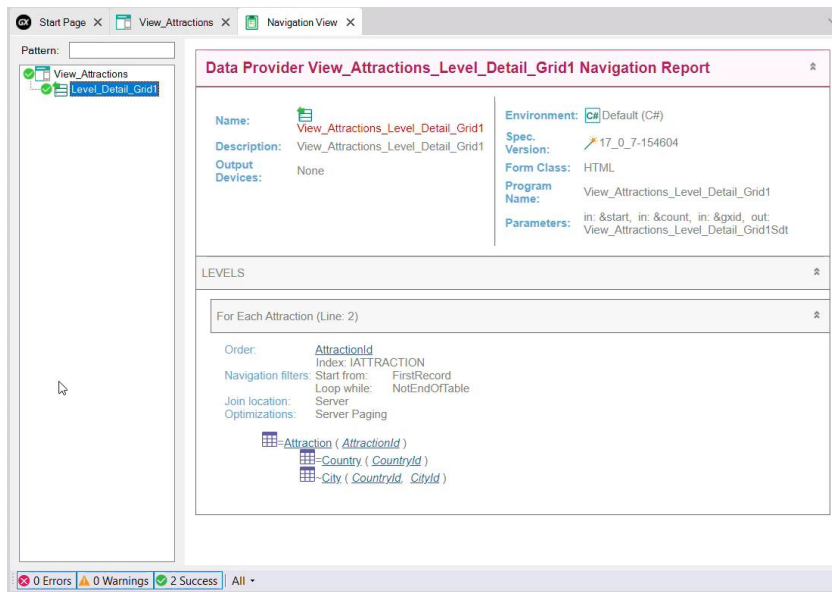 Start Page
View_Attractions
Navigation View
Pattern:
View_Attractions
Level_Detail_Grid1
Data Provider View_Attractions_Level_Detail_Grid1 Navigation Report
Name:
View_Attractions_Level_Detail_Grid1
Description: View_Attractions_Level_Detail_Grid1
Output Devices: None
Environment: C# Default (C#)
Spec. Version: 17_0_7-154604
Form Class: HTML
Program Name: View_Attractions_Level_Detail_Grid1
Parameters: in: &start, in: &count, in: &gxid, out:
View_Attractions_Level_Detail_Grid1Sdt
LEVELS
For Each Attraction (Line: 2)
Order: AttractionId
Index: IATTRACTION
Navigation filters: Start from: FirstRecord
Loop while: NotEndOfTable
Join location: Server
Optimizations: Server Paging
=Attraction ( AttractionId )
=Country ( CountryId )
~City ( CountryId, CityId )
0 Errors 0 Warnings 2 Success All